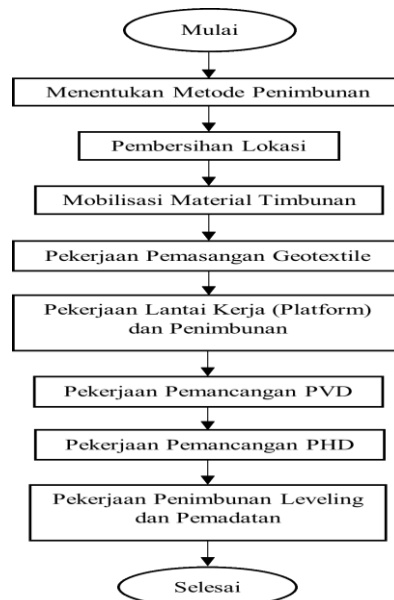 Mulai
Menentukan Metode Penimbunan
Pembersihan Lokasi
Mobilisasi Material Timbunan
Pekerjaan Pemasangan Geotextile
Pekerjaan Lantai Kerja (Platform)
dan Penimbunan
Pekerjaan Pemancangan PVD
Pekerjaan Pemancangan PHD
Pekerjaan Penimbunan Leveling
dan Pemadatan
Selesai